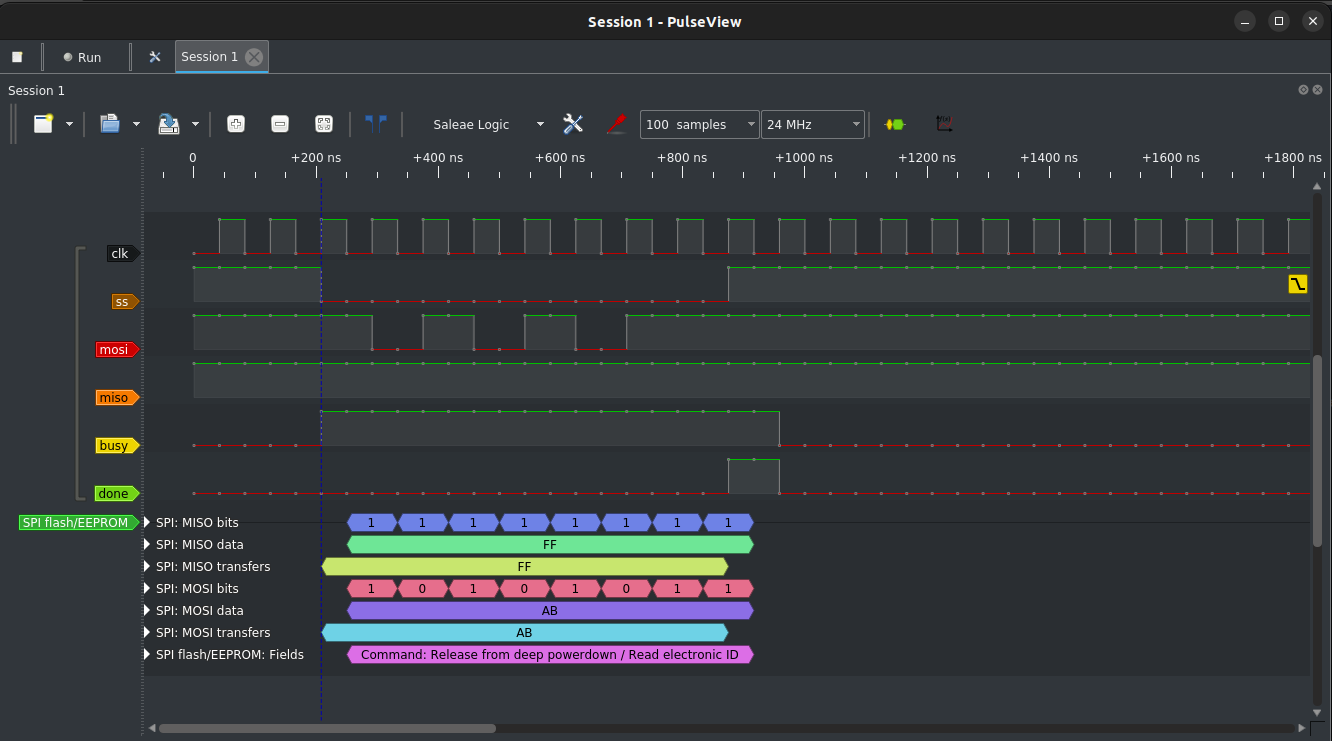 Session 1 - PulseView
Run
Session 1
Session 1
Saleae Logic
100 samples
24 MHz
0 +200 ns +400 ns +600 ns +800 ns +1000 ns +1200 ns +1400 ns +1600 ns +1800 ns
clk
ss
mosi
miso
busy
done
SPI flash/EEPROM SPI: MISO bits 1 1 1 1 1 1 1 1
SPI: MISO data FF
SPI: MISO transfers FF
SPI: MOSI bits 1 0 1 0 1 0 1 1
SPI: MOSI data AB
SPI: MOSI transfers AB
SPI flash/EEPROM: Fields Command: Release from deep powerdown / Read electronic ID